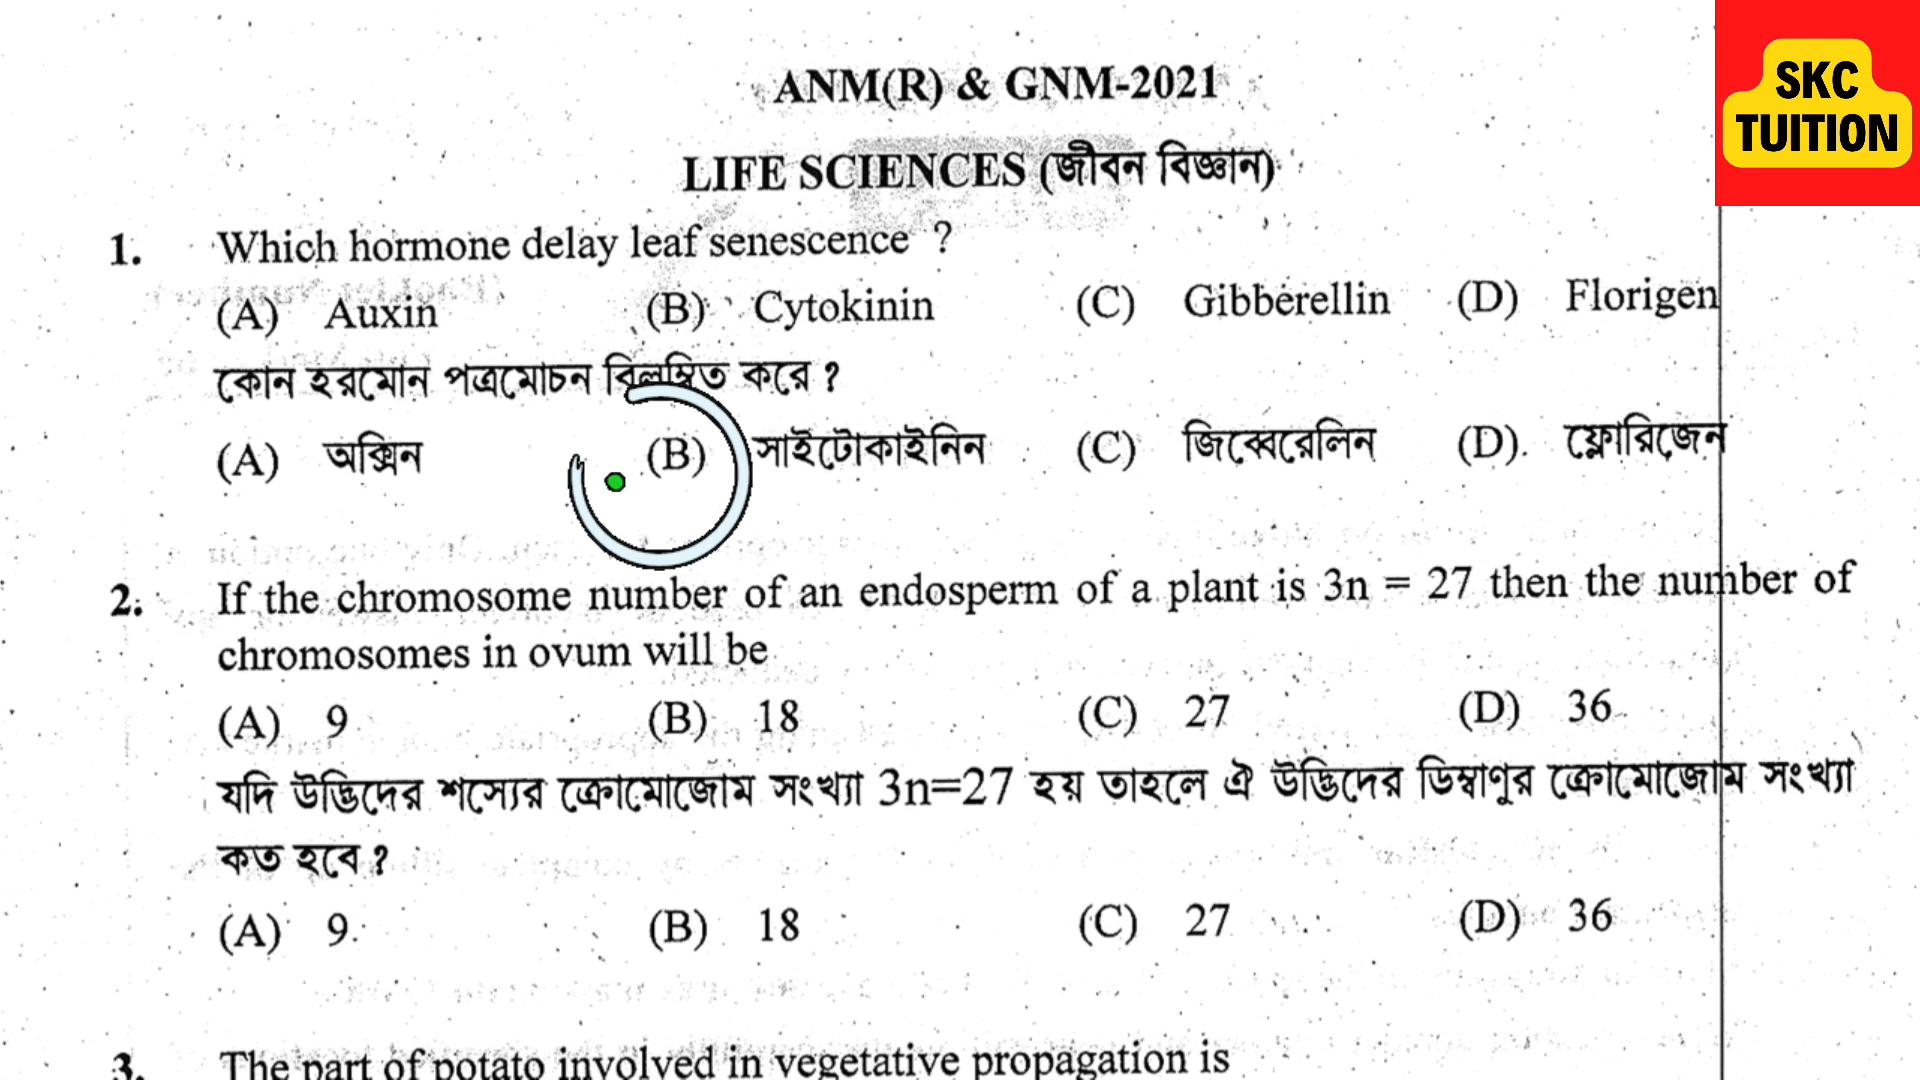 SKC
TUITION
ANM(R) & GNM-2021
LIFE SCIENCES (জীবন বিজ্ঞান)
1. Which hormone delay leaf senescence ?
(A) Auxin (B) Cytokinin (C) Gibberellin (D) Florigen
কোন হরমোন পত্রমোচন বিলম্বিত করে ?
(A) অক্সিন (B) সাইটোকাইনিন (C) জিব্বেরেলিন (D). ফ্লোরিজেন
2. If the chromosome number of an endosperm of a plant is 3n = 27 then the number of
chromosomes in ovum will be
(A) 9 (B) 18 (C) 27 (D) 36
যদি উদ্ভিদের শস্যের ক্রোমোজোম সংখ্যা 3n=27 হয় তাহলে ঐ উদ্ভিদের ডিম্বাণুর ক্রোমোজোম সংখ্যা
কত হবে ?
(A) 9. (B) 18 (C) 27 (D) 36
3. The part of potato involved in vegetative propagation is